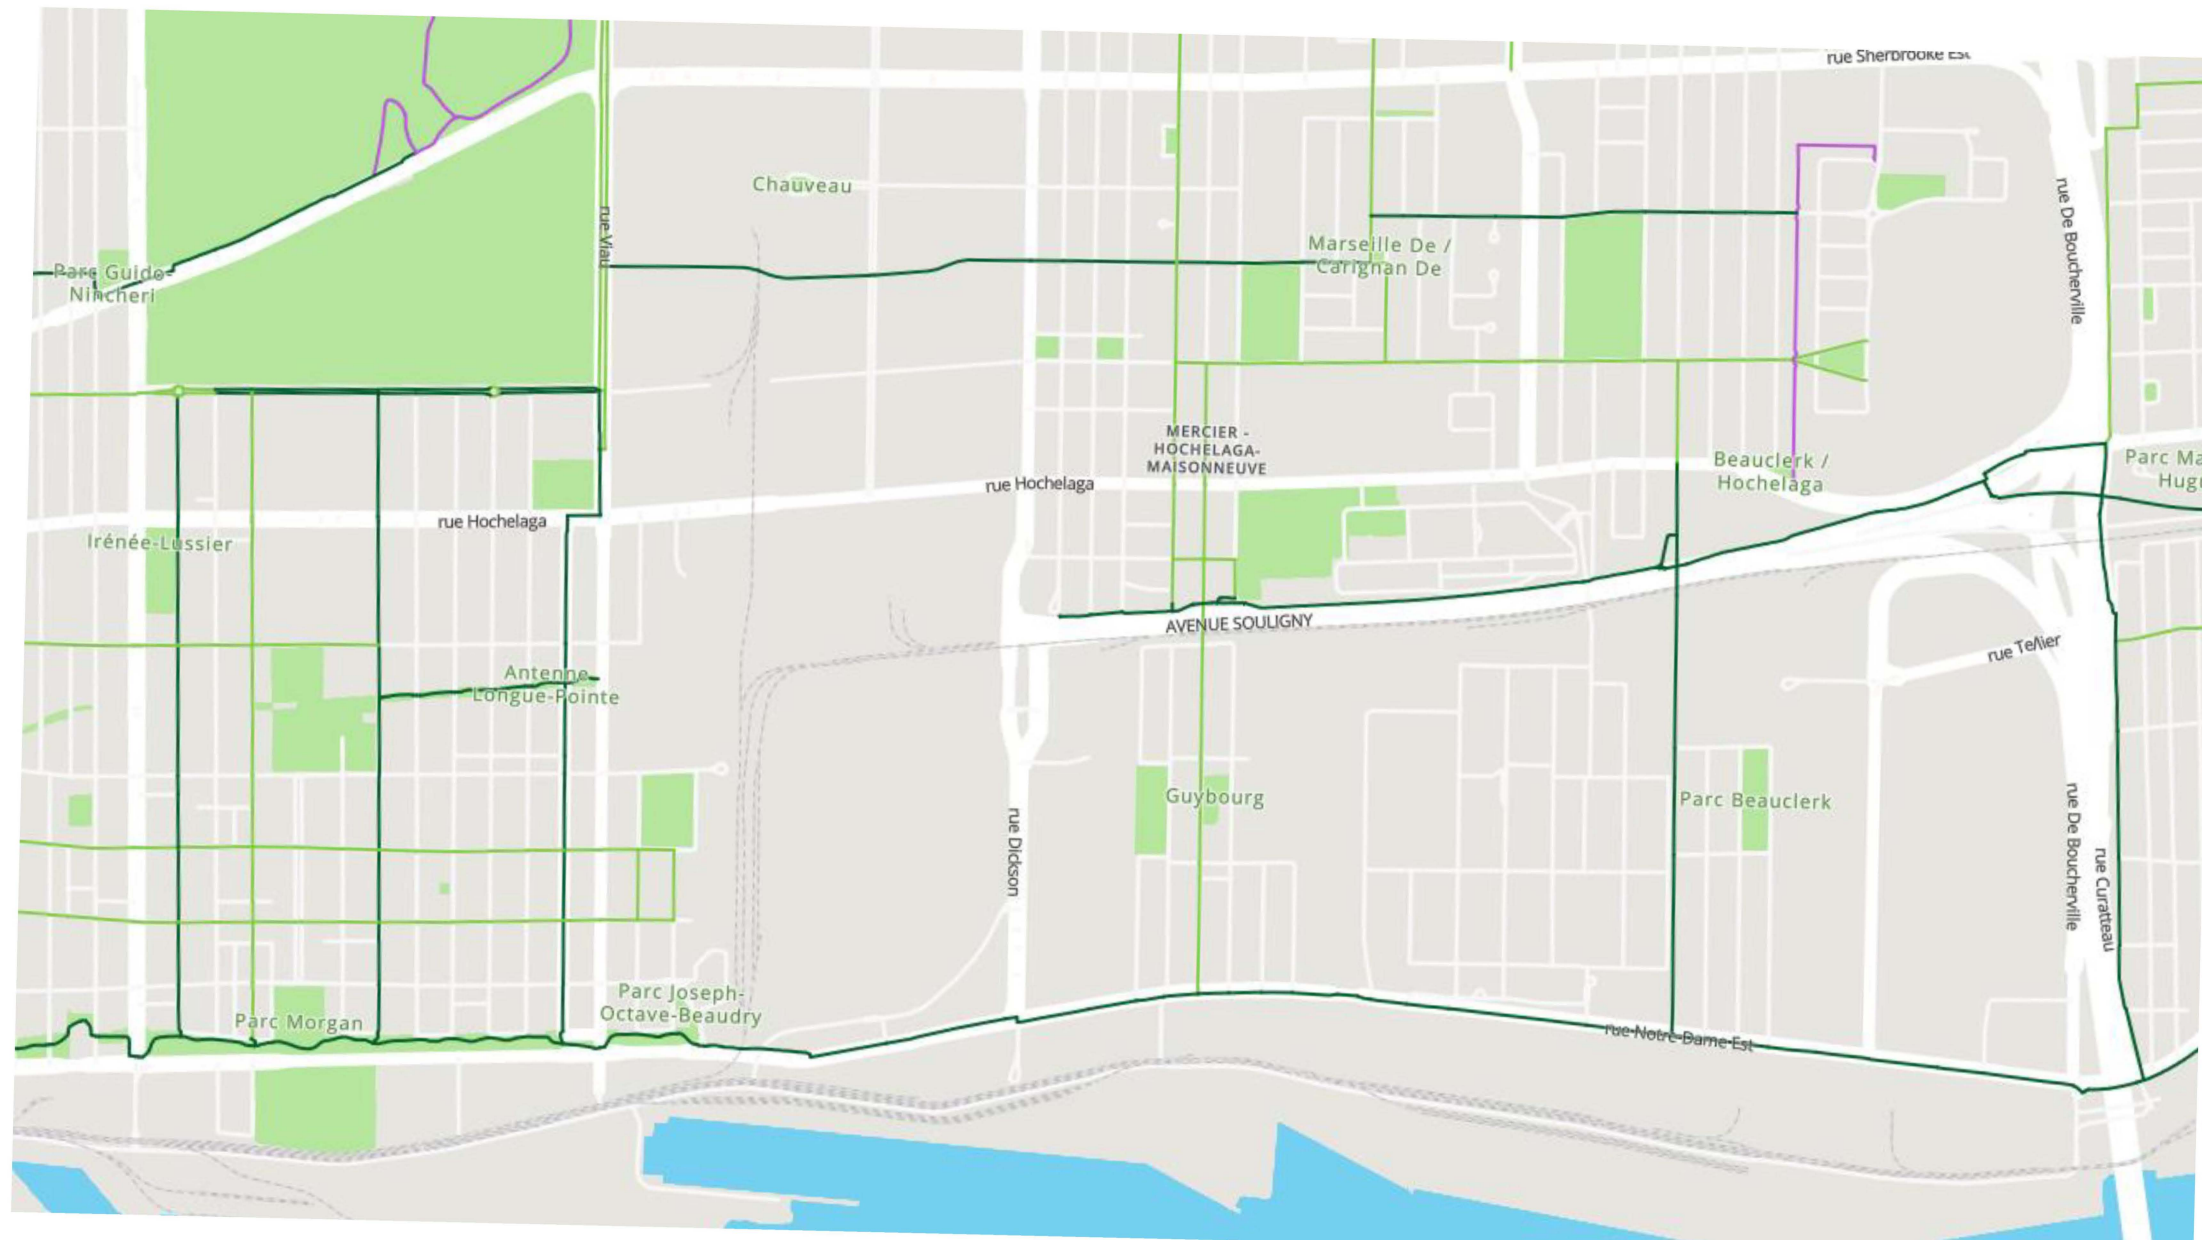 rue Sherbrooke Est
Chauveau
rue De Boucherville
rue Viau
Marseille De /
Carignan De
Parc Guido-
Nincheri
MERCIER -
HOCHELAGA-
MAISONNEUVE
Beauclerk /
Hochelaga
Parc Ma
Hugu
rue Hochelaga
rue Hochelaga
Irénée-Lussier
AVENUE SOULIGNY
rue Tellier
Antenne
Longue-Pointe
Guybourg
Parc Beauclerk
rue Dickson
rue De Boucherville
rue Curatteau
Parc Joseph-
Octave-Beaudry
Parc Morgan
rue Notre-Dame Est